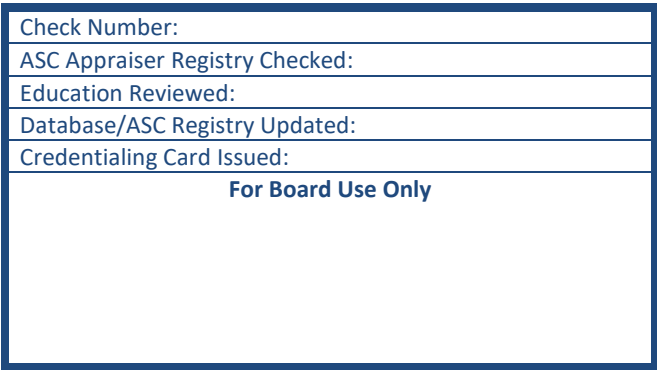 Check Number:
ASC Appraiser Registry Checked:
Education Reviewed:
Database/ASC Registry Updated:
Credentialing Card Issued:
For Board Use Only